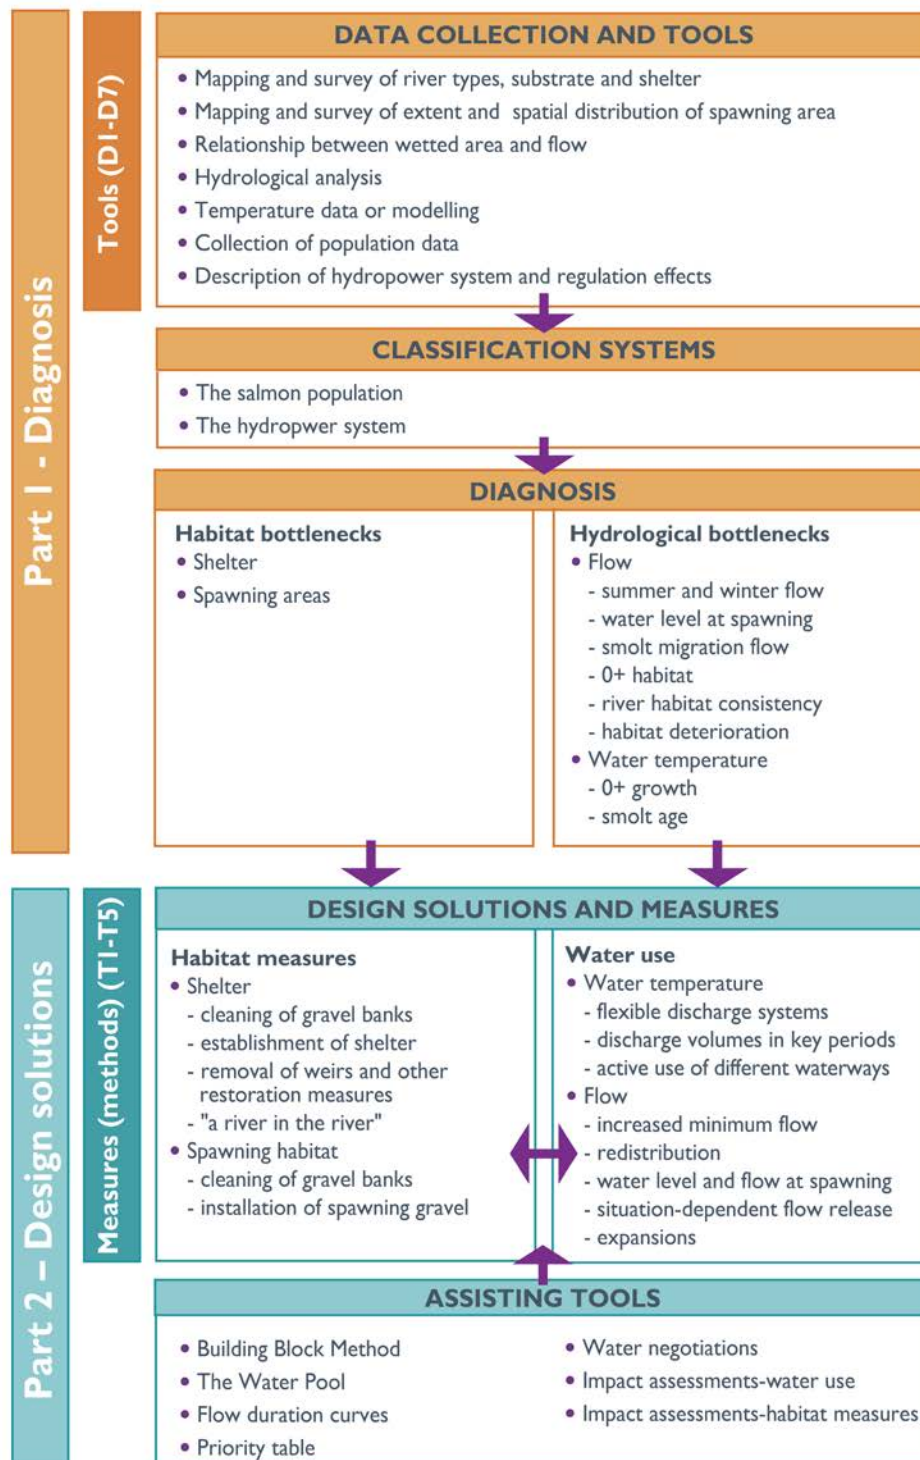 Part 1 - Diagnosis
Tools (D1-D7)
DATA COLLECTION AND TOOLS
• Mapping and survey of river types, substrate and shelter
• Mapping and survey of extent and spatial distribution of spawning area
• Relationship between wetted area and flow
• Hydrological analysis
• Temperature data or modelling
• Collection of population data
• Description of hydropower system and regulation effects
CLASSIFICATION SYSTEMS
• The salmon population
• The hydropwer system
DIAGNOSIS
Habitat bottlenecks
• Shelter
• Spawning areas
Hydrological bottlenecks
• Flow
- summer and winter flow
- water level at spawning
- smolt migration flow
- 0+ habitat
- river habitat consistency
- habitat deterioration
• Water temperature
- 0+ growth
- smolt age
Part 2 – Design solutions
Measures (methods) (T1-T5)
DESIGN SOLUTIONS AND MEASURES
Habitat measures
• Shelter
- cleaning of gravel banks
- establishment of shelter
- removal of weirs and other
restoration measures
- "a river in the river"
• Spawning habitat
- cleaning of gravel banks
- installation of spawning gravel
Water use
• Water temperature
- flexible discharge systems
- discharge volumes in key periods
- active use of different waterways
• Flow
- increased minimum flow
- redistribution
- water level and flow at spawning
- situation-dependent flow release
- expansions
ASSISTING TOOLS
• Building Block Method
• The Water Pool
• Flow duration curves
• Priority table
• Water negotiations
• Impact assessments-water use
• Impact assessments-habitat measures